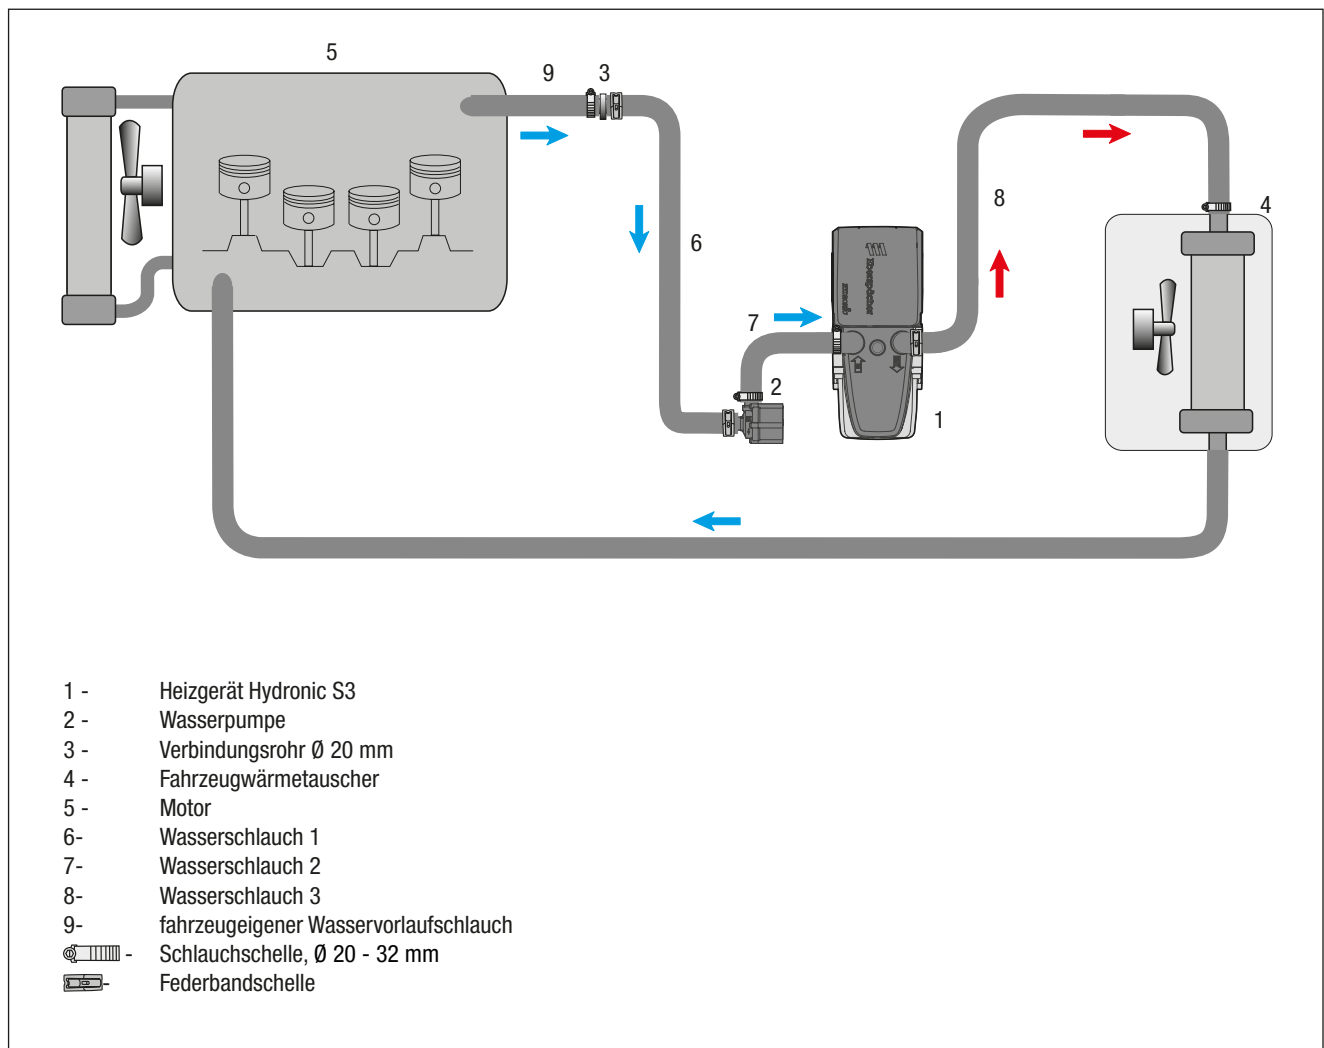 5
9
3
8
4
6
7
2
1
Eberspächer
1 - Heizgerät Hydronic S3
2 - Wasserpumpe
3 - Verbindungsrohr Ø 20 mm
4 - Fahrzeugwärmetauscher
5 - Motor
6- Wasserschlauch 1
7- Wasserschlauch 2
8- Wasserschlauch 3
9- fahrzeugeigener Wasservorlaufschlauch
- Schlauchschelle, Ø 20 - 32 mm
- Federbandschelle